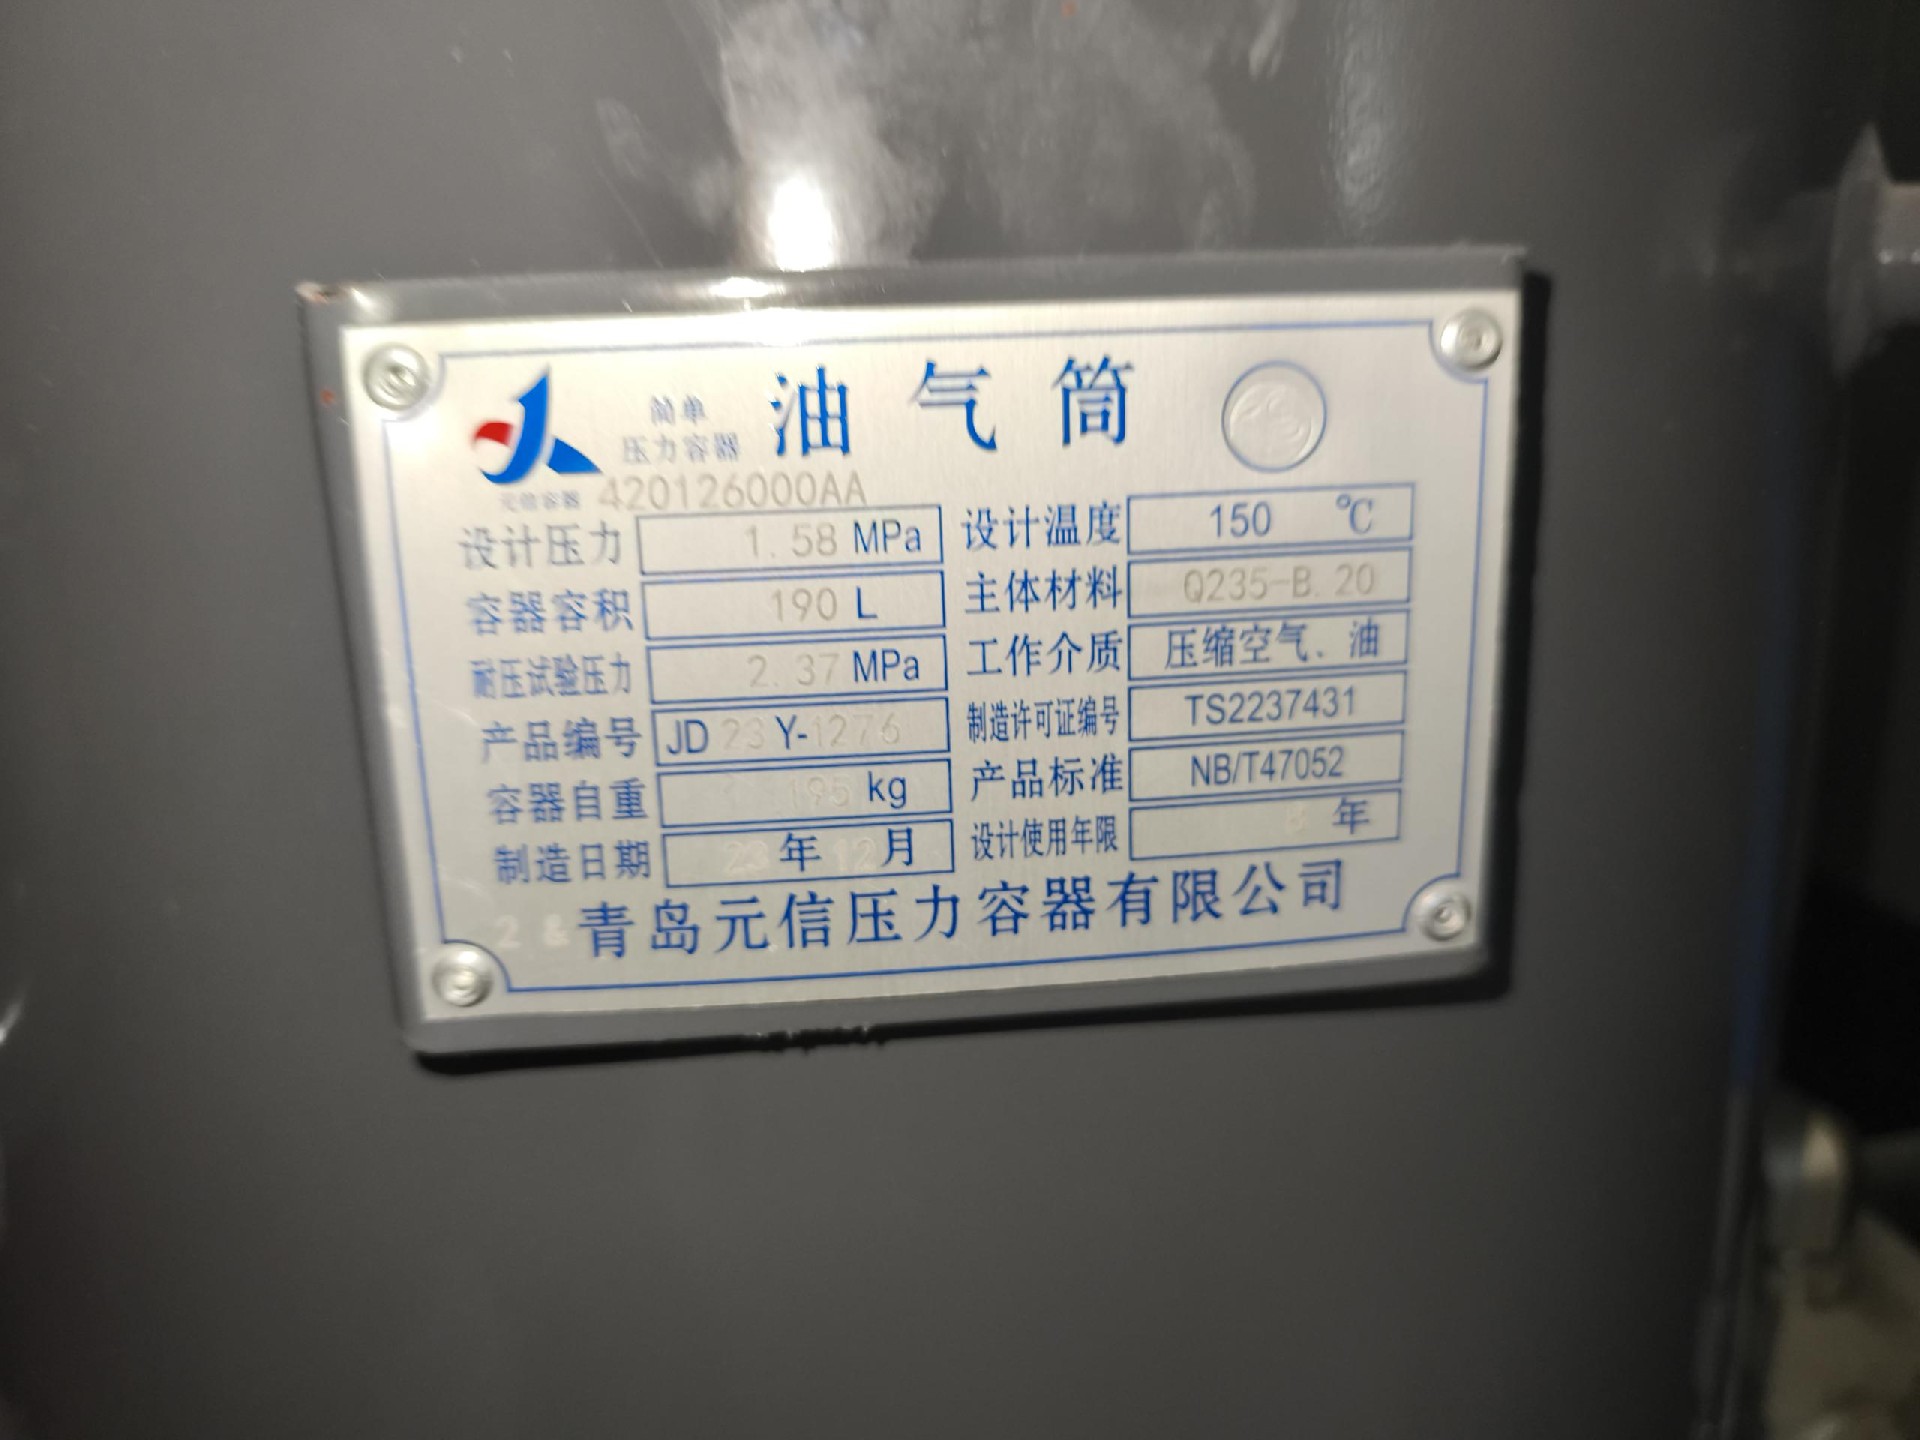 简单
压力容器
油气筒
元信容器
420126000AA
设计压力 1.58 MPa 设计温度 150 ℃
容器容积 190 L 主体材料 Q235-B.20
耐压试验压力 2.37 MPa 工作介质 压缩空气、油
产品编号 JD 23 Y-1276 制造许可证编号 TS2237431
容器自重 195 kg 产品标准 NB/T47052
制造日期 23 年 12 月 设计使用年限 8 年
2 & 青岛元信压力容器有限公司